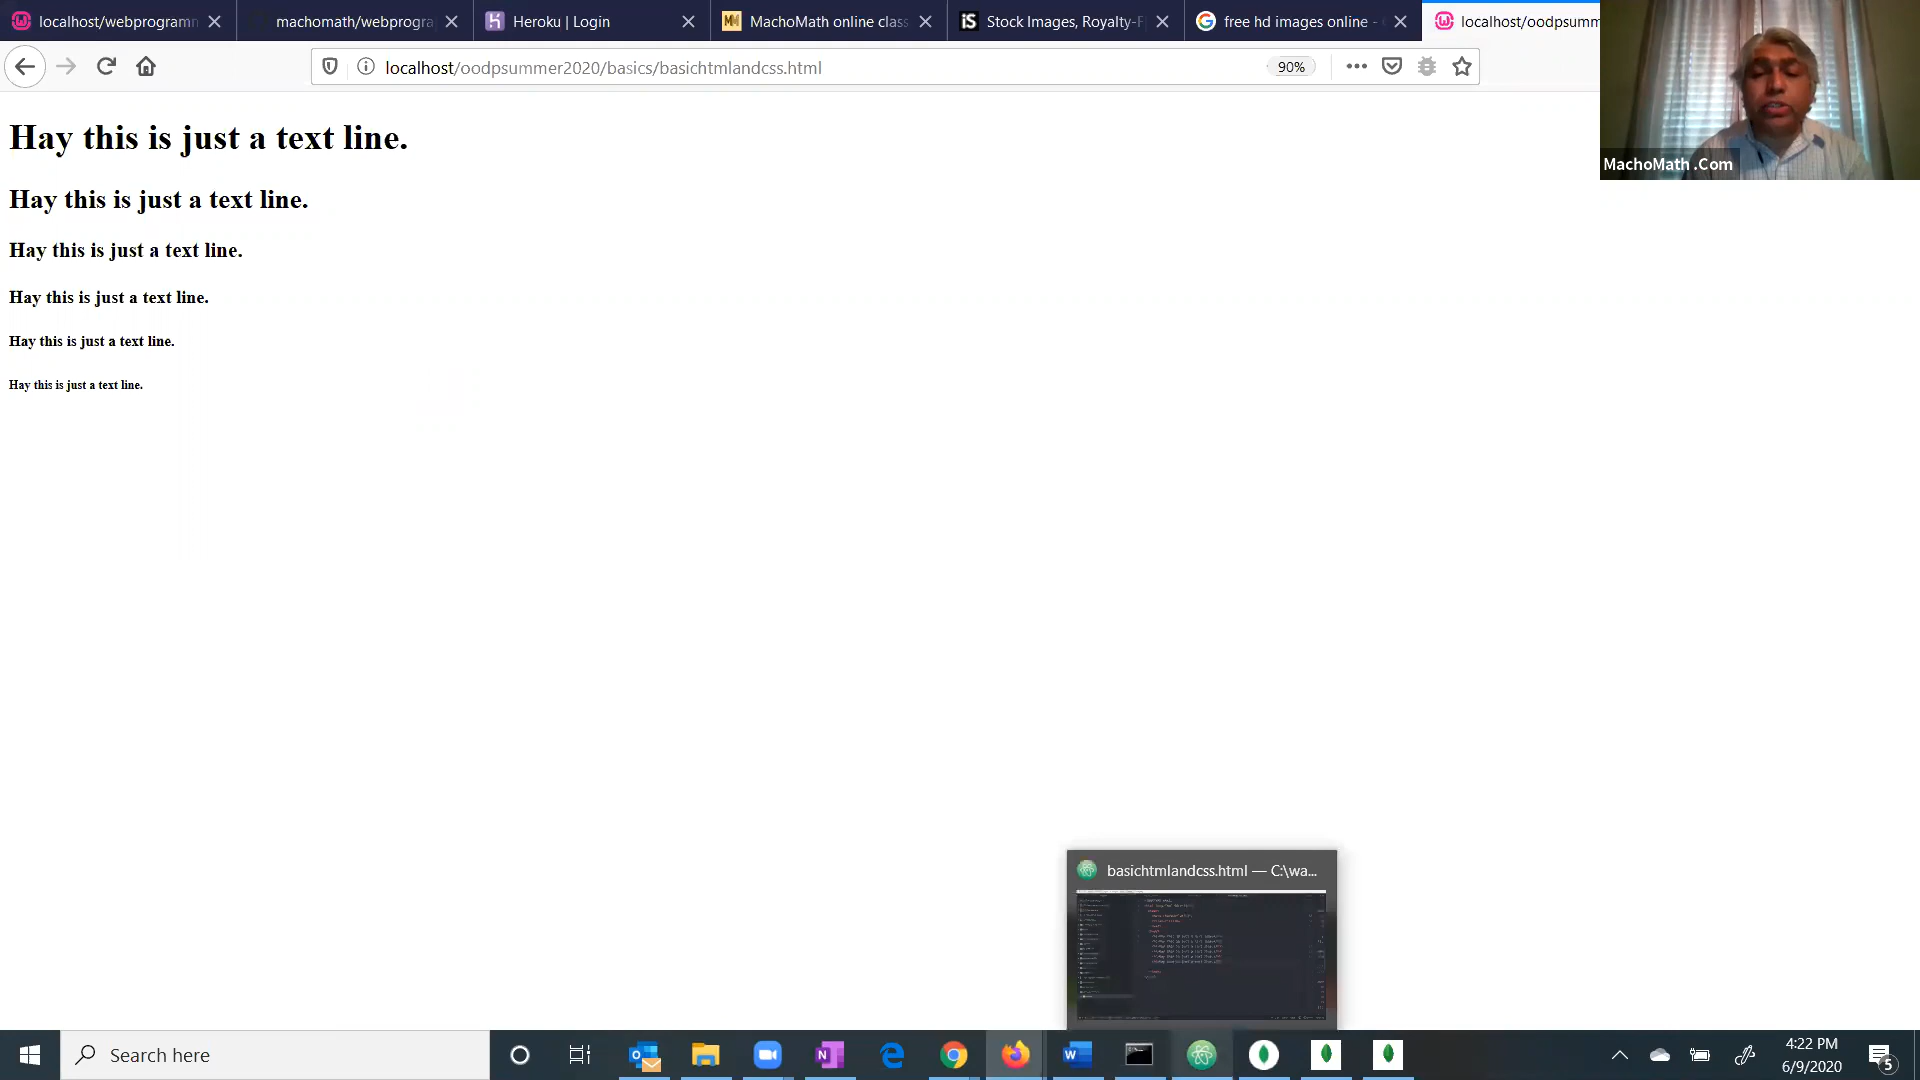 localhost/webprogramn
machomath/webprogra
Heroku | Login
MachoMath online class
iS Stock Images, Royalty-F
free hd images online -
localhost/oodpsumm
localhost/oodpsummer2020/basics/basichtmlandcss.html
90%
MachoMath .Com
Hay this is just a text line.
Hay this is just a text line.
Hay this is just a text line.
Hay this is just a text line.
Hay this is just a text line.
Hay this is just a text line.
basichtmlandcss.html — C:\wa...
Search here
4:22 PM
6/9/2020
5